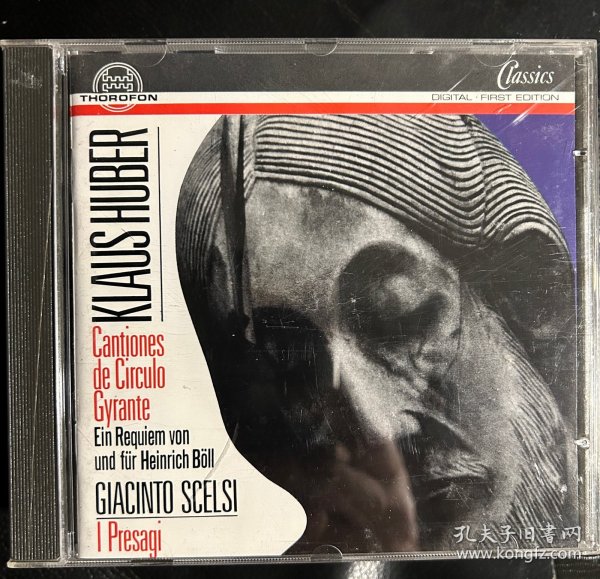 THOROFON
Classics
DIGITAL · FIRST EDITION
KLAUS HUBER
Cantiones
de Circulo
Gyrante
Ein Requiem von
und für Heinrich Böll
GIACINTO SCELSI
I Presagi
孔夫子旧书网
www.kongfz.com